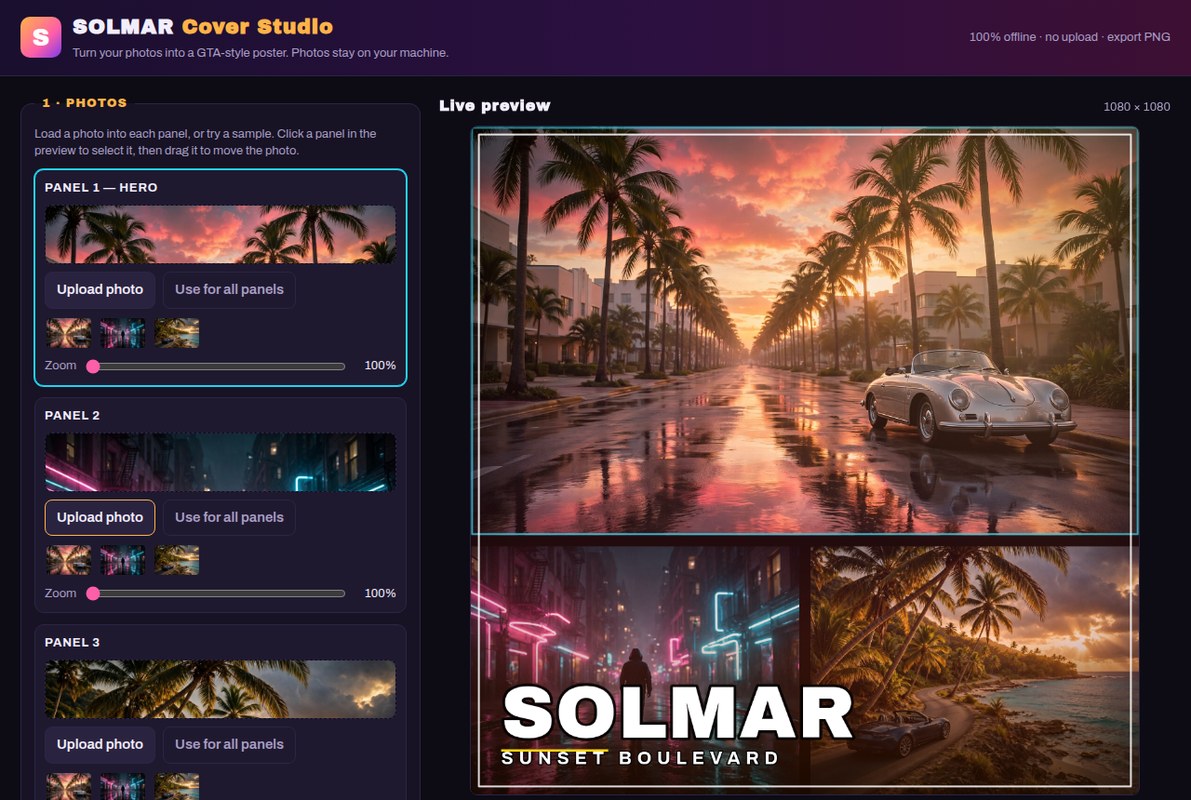 S
SOLMAR Cover Studio
Turn your photos into a GTA-style poster. Photos stay on your machine.
100% offline · no upload · export PNG
1 · PHOTOS
Load a photo into each panel, or try a sample. Click a panel in the
preview to select it, then drag it to move the photo.
PANEL 1 — HERO
Upload photo
Use for all panels
Zoom
100%
PANEL 2
Upload photo
Use for all panels
Zoom
100%
PANEL 3
Upload photo
Use for all panels
Live preview
1080 × 1080
SOLMAR
SUNSET BOULEVARD